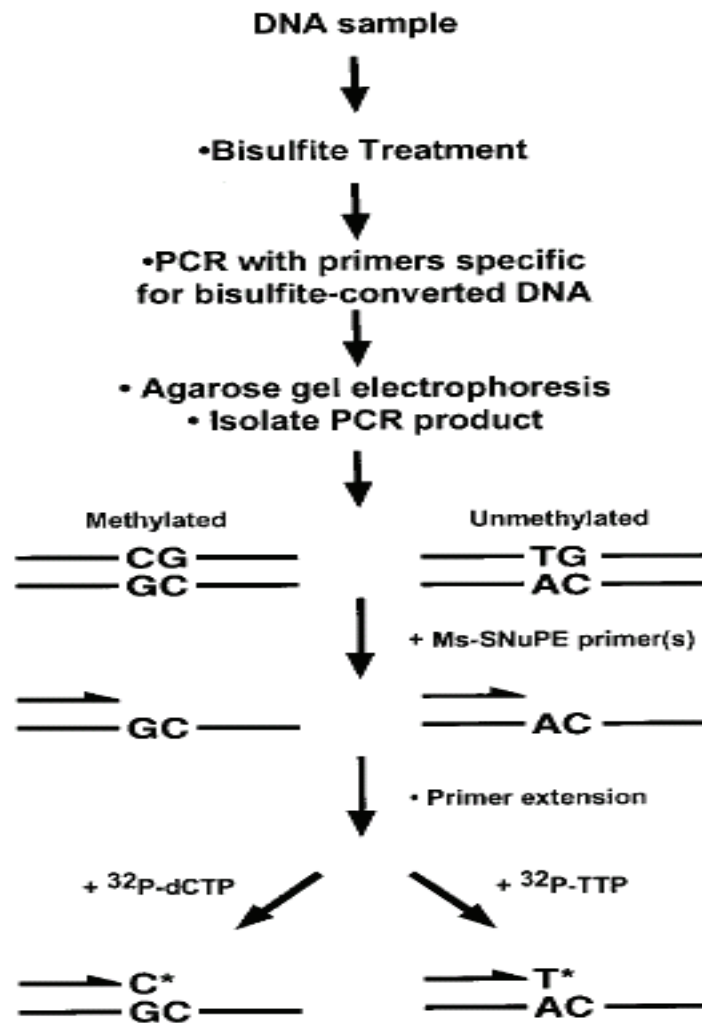 DNA sample
•Bisulfite Treatment
•PCR with primers specific
for bisulfite-converted DNA
• Agarose gel electrophoresis
• Isolate PCR product
Methylated
Unmethylated
CG
GC
TG
AC
+ Ms-SNuPE primer(s)
GC
AC
• Primer extension
+ 32P-dCTP
+ 32P-TTP
C*
GC
T*
AC